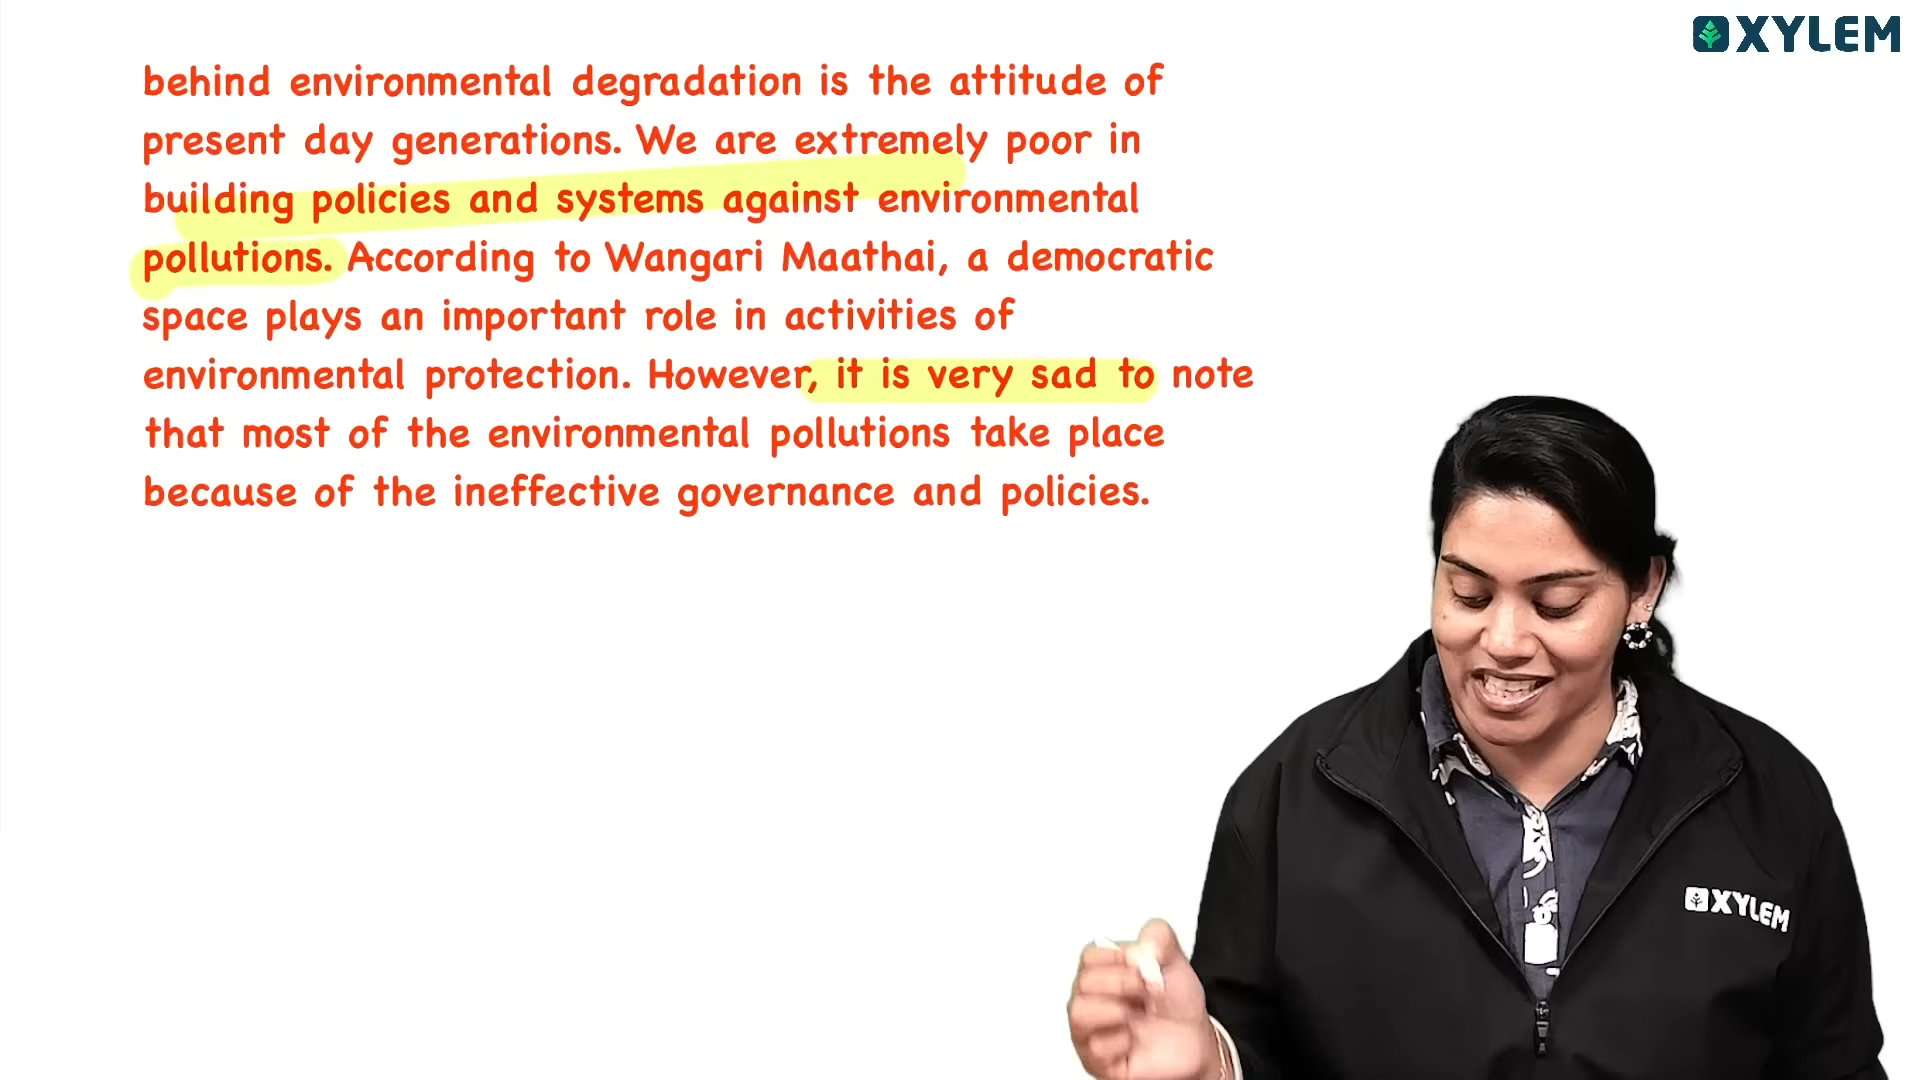 XYLEM
behind environmental degradation is the attitude of
present day generations. We are extremely poor in
building policies and systems against environmental
pollutions. According to Wangari Maathai, a democratic
space plays an important role in activities of
environmental protection. However, it is very sad to note
that most of the environmental pollutions take place
because of the ineffective governance and policies.
XYLEM